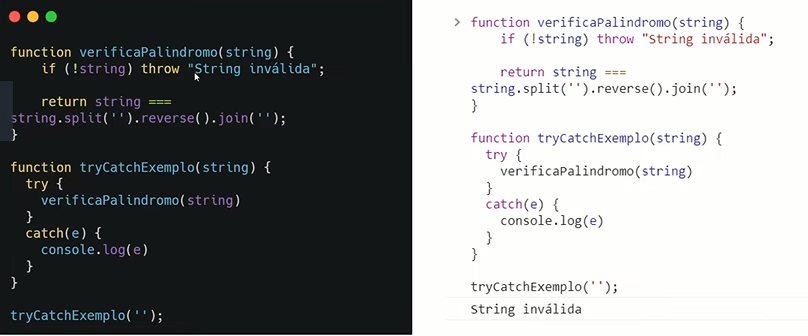 function verificaPalindromo(string) {
    if (!string) throw "String inválida";

    return string ===
string.split('').reverse().join('');
}

function tryCatchExemplo(string) {
  try {
    verificaPalindromo(string)
  }
  catch(e) {
    console.log(e)
  }
}

tryCatchExemplo('');
> function verificaPalindromo(string) {
    if (!string) throw "String inválida";

    return string ===
string.split('').reverse().join('');
}

function tryCatchExemplo(string) {
  try {
    verificaPalindromo(string)
  }
  catch(e) {
    console.log(e)
  }
}

tryCatchExemplo('');
String inválida